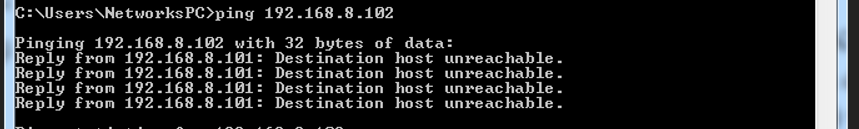 C:\Users\NetworksPC>ping 192.168.8.102
Pinging 192.168.8.102 with 32 bytes of data:
Reply from 192.168.8.101: Destination host unreachable.
Reply from 192.168.8.101: Destination host unreachable.
Reply from 192.168.8.101: Destination host unreachable.
Reply from 192.168.8.101: Destination host unreachable.